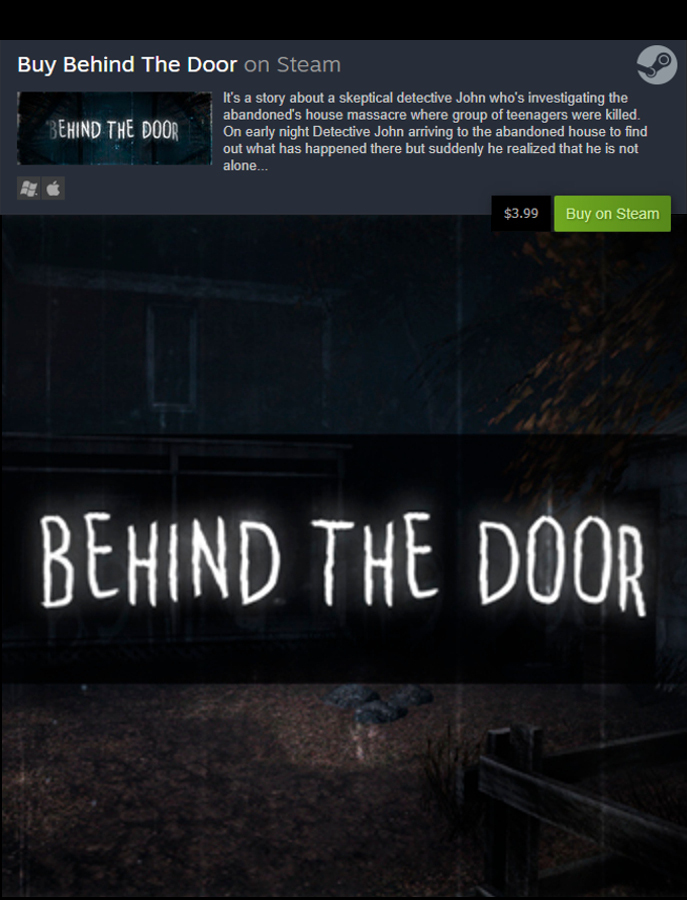 Buy Behind The Door on Steam
BEHIND THE DOOR
It's a story about a skeptical detective John who's investigating the
abandoned's house massacre where group of teenagers were killed.
On early night Detective John arriving to the abandoned house to find
out what has happened there but suddenly he realized that he is not
alone...
$3.99 Buy on Steam
BEHIND THE DOOR